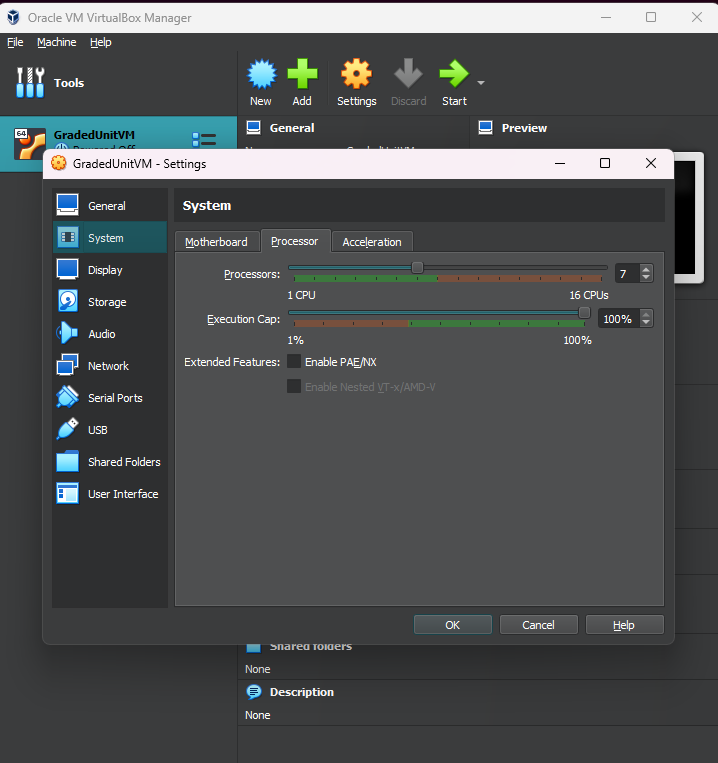 Oracle VM VirtualBox Manager
File Machine Help
Tools
New Add Settings Discard Start
64
GradedUnitVM
Powered Off
General
Preview
GradedUnitVM - Settings
General
System
Display
Storage
Audio
Network
Serial Ports
USB
Shared Folders
User Interface
System
Motherboard Processor Acceleration
Processors: 7
1 CPU 16 CPUs
Execution Cap: 100%
1% 100%
Extended Features: Enable PAE/NX
Enable Nested VT-x/AMD-V
OK Cancel Help
Shared folders
None
Description
None